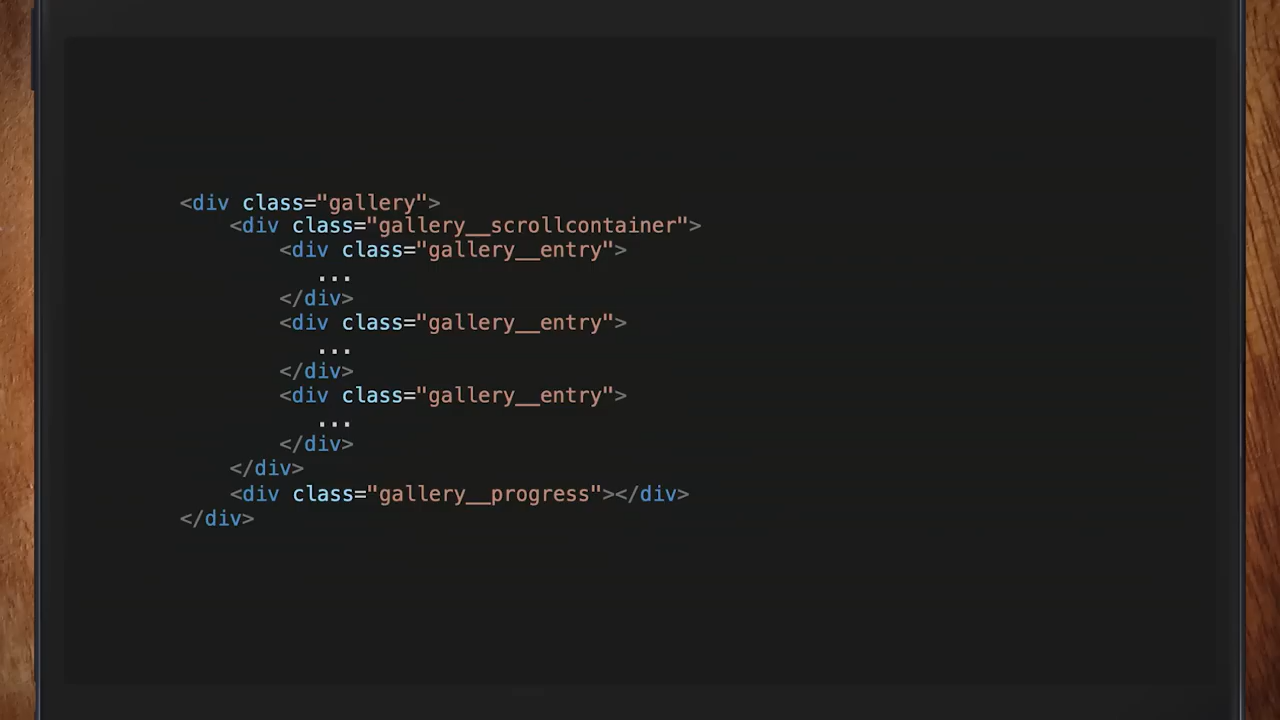 <div class="gallery">
<div class="gallery__scrollcontainer">
<div class="gallery__entry">
...
</div>
<div class="gallery__entry">
...
</div>
<div class="gallery__entry">
...
</div>
</div>
<div class="gallery__progress"></div>
</div>